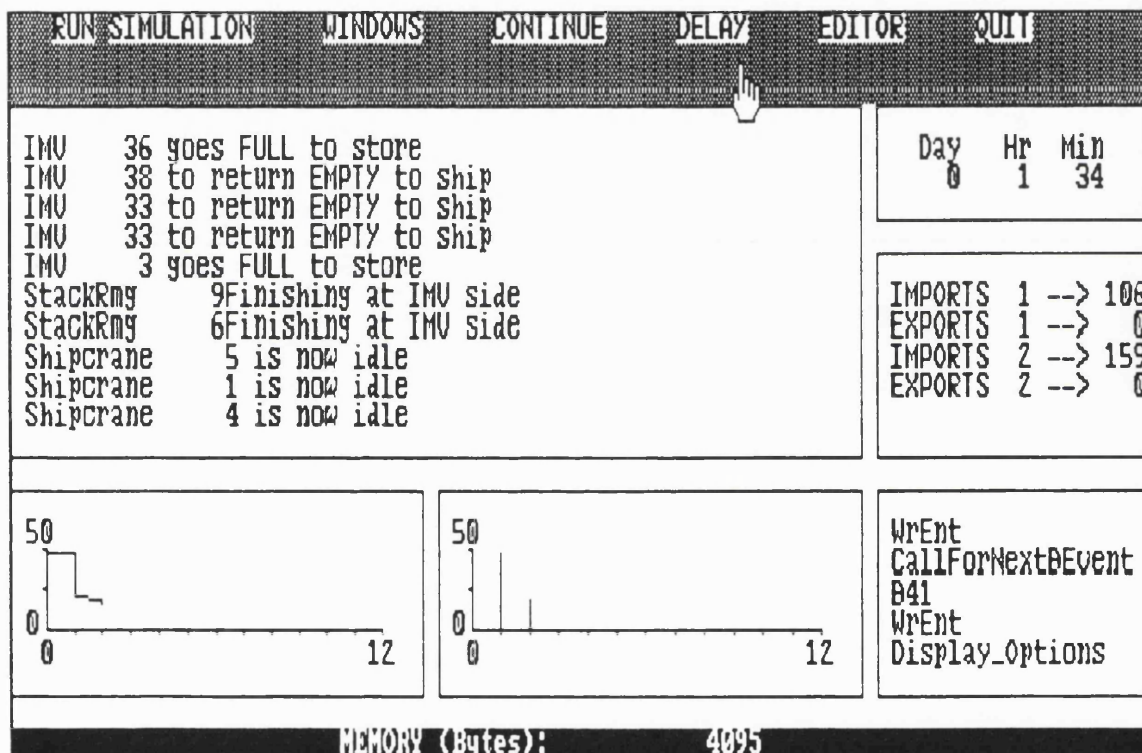 RUN SIMULATION WINDOWS CONTINUE DELAY EDITOR QUIT
IMV 36 goes FULL to store
IMV 38 to return EMPTY to ship
IMV 33 to return EMPTY to ship
IMV 33 to return EMPTY to ship
IMV 3 goes FULL to store
StackRmg 9Finishing at IMV side
StackRmg 6Finishing at IMV side
Shipcrane 5 is now idle
Shipcrane 1 is now idle
Shipcrane 4 is now idle
Day Hr Min
0 1 34
IMPORTS 1 --> 106
EXPORTS 1 --> 0
IMPORTS 2 --> 159
EXPORTS 2 --> 0
50
0
0 12
50
0
0 12
WrEnt
CallForNextBEvent
B41
WrEnt
Display_Options
MEMORY (Bytes): 4095